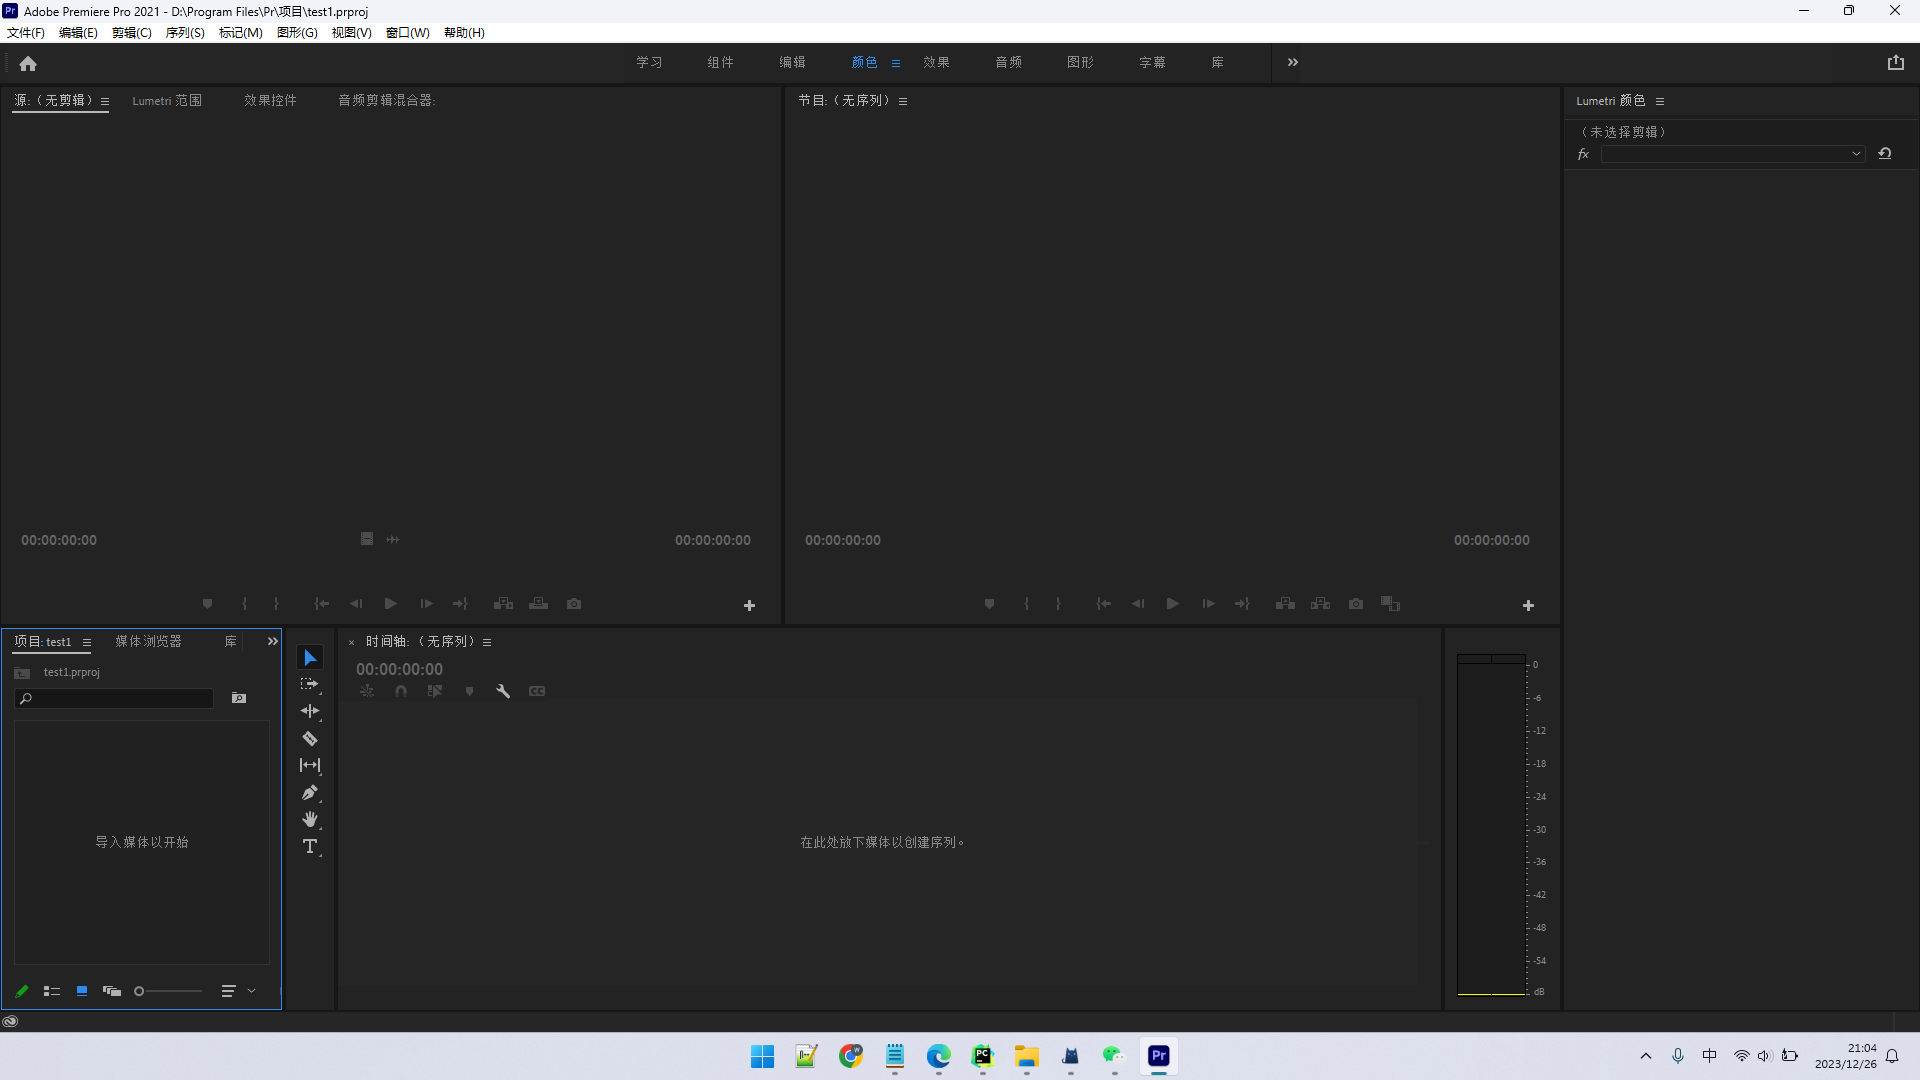 Adobe Premiere Pro 2021 - D:\Program Files\Pr\项目\test1.prproj
文件(F) 编辑(E) 剪辑(C) 序列(S) 标记(M) 图形(G) 视图(V) 窗口(W) 帮助(H)
学习 组件 编辑 颜色 效果 音频 图形 字幕 库
源:（无剪辑） Lumetri 范围 效果控件 音频剪辑混合器:
节目:（无序列）
Lumetri 颜色
（未选择剪辑）
fx
00:00:00:00 00:00:00:00
00:00:00:00 00:00:00:00
项目: test1 媒体浏览器 库
test1.prproj
导入媒体以开始
× 时间轴:（无序列）
00:00:00:00
在此处放下媒体以创建序列。
0
-6
-12
-18
-24
-30
-36
-42
-48
-54
dB
中
21:04
2023/12/26